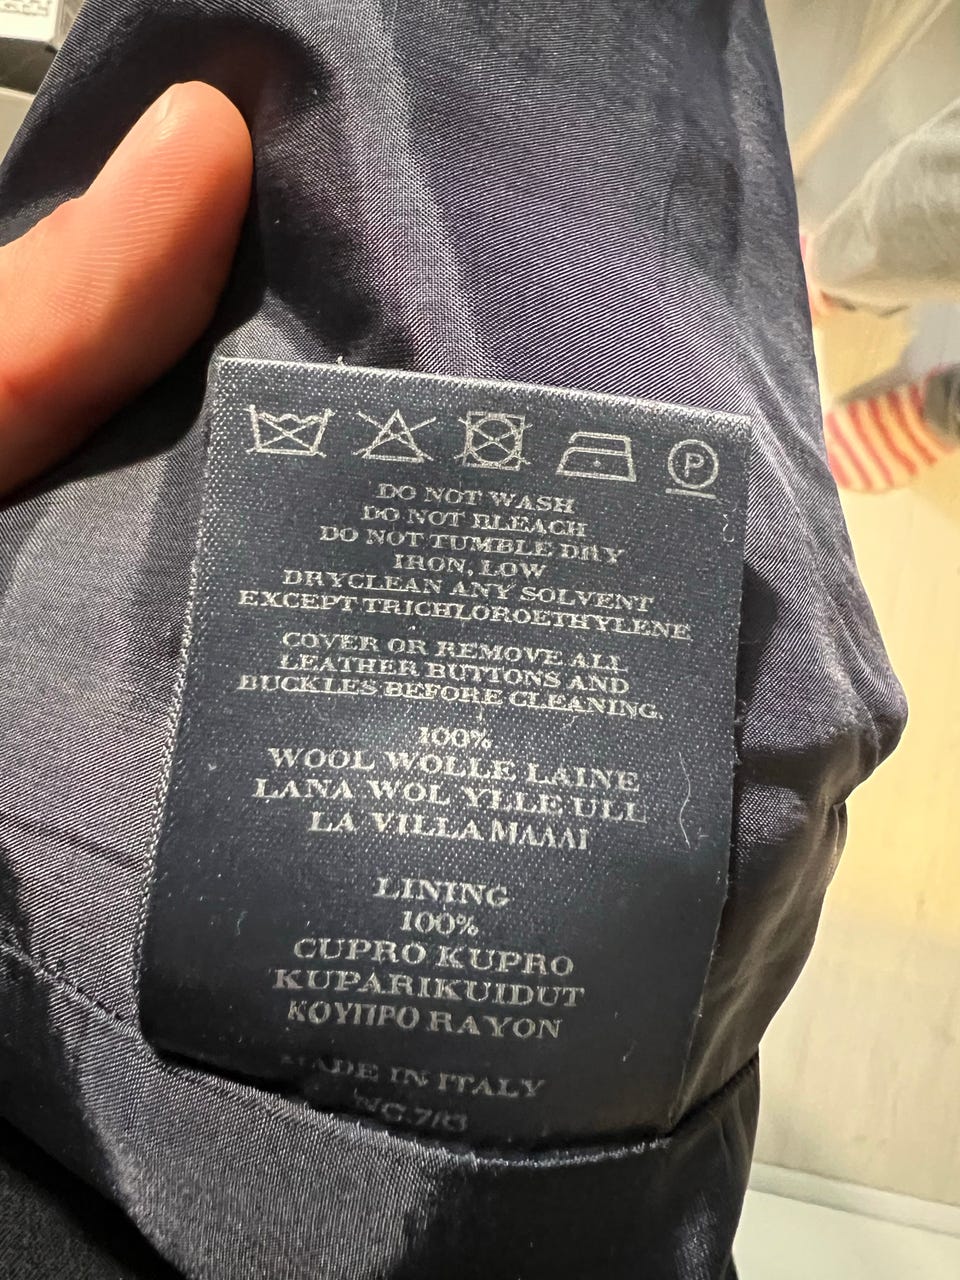 P
DO NOT WASH
DO NOT BLEACH
DO NOT TUMBLE DRY
IRON, LOW
DRYCLEAN ANY SOLVENT
EXCEPT TRICHLOROETHYLENE
COVER OR REMOVE ALL
LEATHER BUTTONS AND
BUCKLES BEFORE CLEANING.
100%
WOOL WOLLE LAINE
LANA WOL YLLE ULL
LA VILLA ΜΑΛΛΙ
LINING
100%
CUPRO KUPRO
KUPARIKUIDUT
ΚΟΥΠΡΟ RAYON
MADE IN ITALY